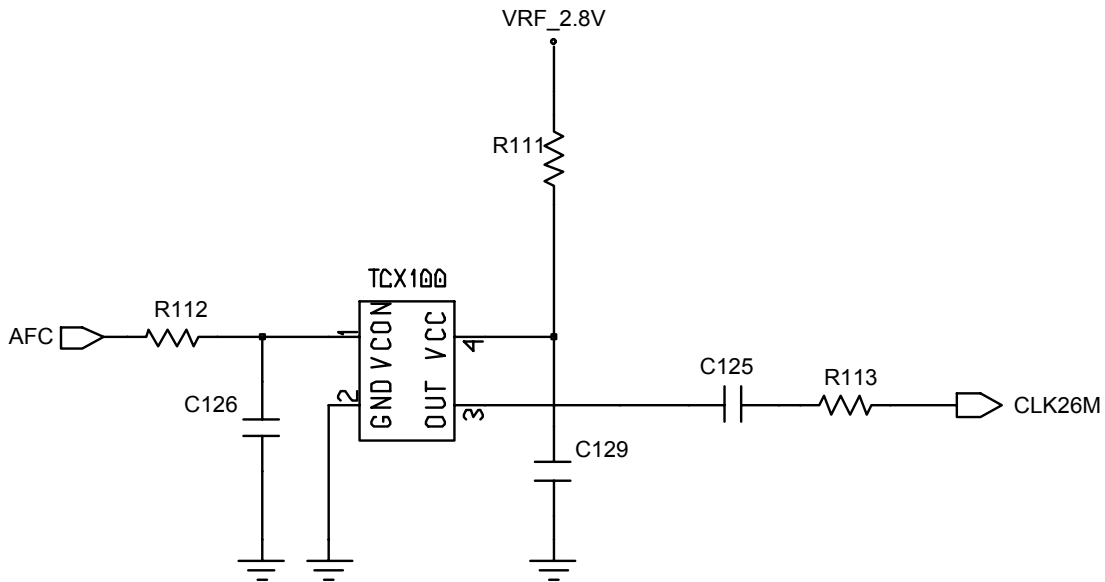 VRF_2.8V
R111
TCX100
R112
AFC
1
VCON
VCC
4
C125
R113
C126
2
GND
OUT
3
CLK26M
C129